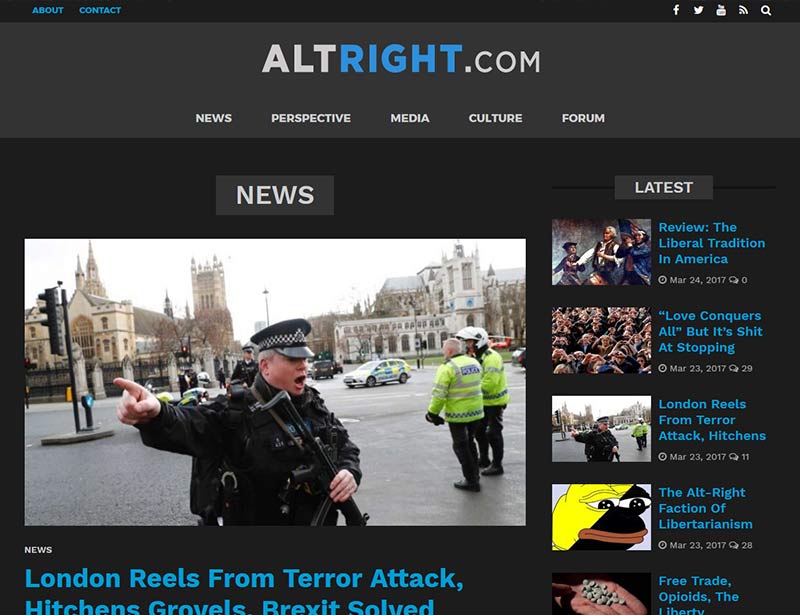 ABOUT CONTACT
ALTRIGHT.COM
NEWS PERSPECTIVE MEDIA CULTURE FORUM
NEWS
POLICE
NEWS
London Reels From Terror Attack,
Hitchens Grovels, Brexit Solved
LATEST
Review: The
Liberal Tradition
In America
Mar 24, 2017 0
“Love Conquers
All” But It’s Shit
At Stopping
Mar 23, 2017 29
London Reels
From Terror
Attack, Hitchens
Mar 23, 2017 11
The Alt-Right
Faction Of
Libertarianism
Mar 23, 2017 28
Free Trade,
Opioids, The
Liberty